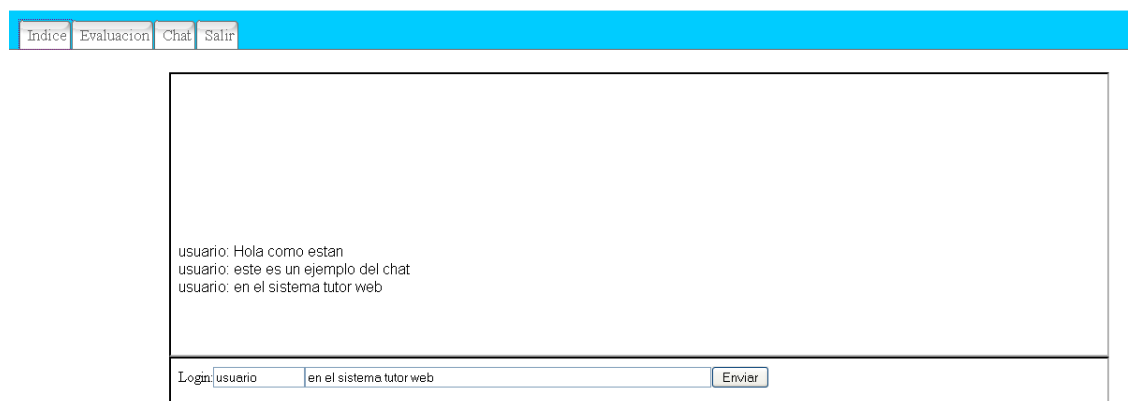 Indice Evaluacion Chat Salir
usuario: Hola como estan
usuario: este es un ejemplo del chat
usuario: en el sistema tutor web
Login: usuario en el sistema tutor web Enviar